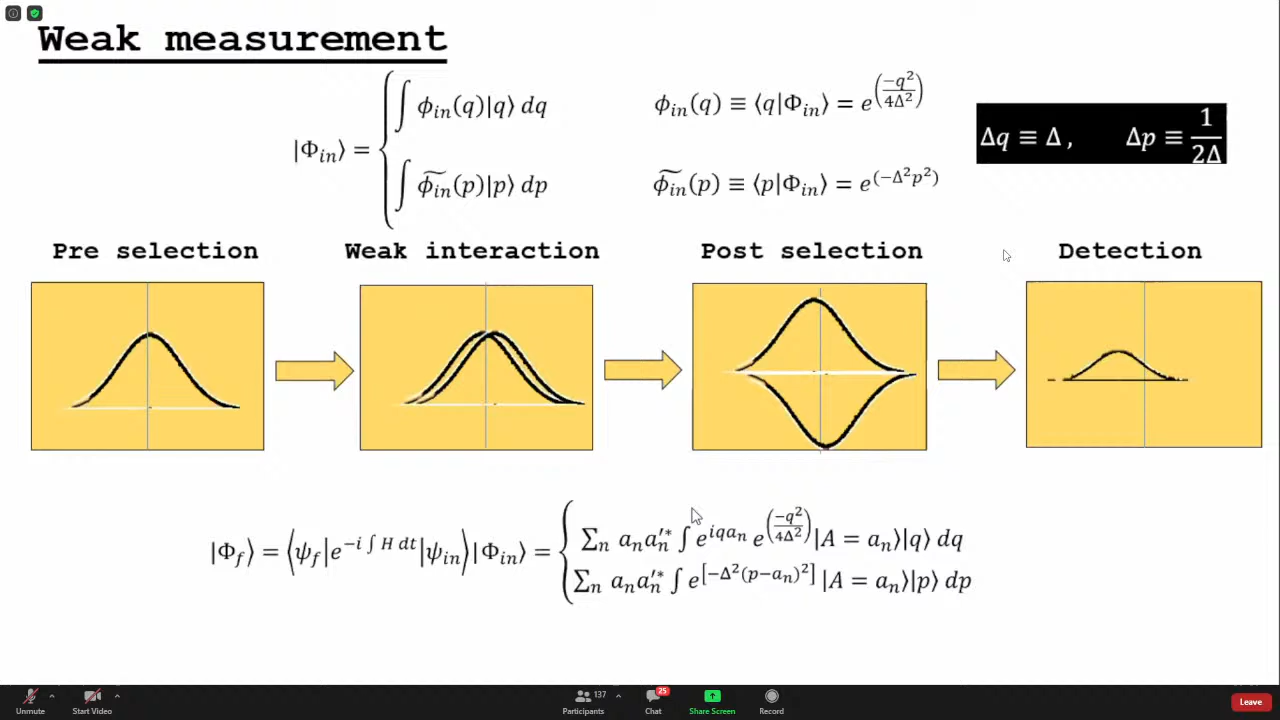 Weak measurement
|Φ_in⟩ = { ∫ ϕ_in(q)|q⟩ dq    ϕ_in(q) ≡ ⟨q|Φ_in⟩ = e^(−q²/4Δ²)    Δq ≡ Δ ,    Δp ≡ 1/2Δ
∫ ϕ̃_in(p)|p⟩ dp    ϕ̃_in(p) ≡ ⟨p|Φ_in⟩ = e^(−Δ²p²)
Pre selection    Weak interaction    Post selection    Detection
|Φ_f⟩ = ⟨ψ_f|e^(−i ∫ H dt)|ψ_in⟩|Φ_in⟩ = { ∑_n a_n a′*_n ∫ e^(iqa_n) e^(−q²/4Δ²)|A = a_n⟩|q⟩ dq
∑_n a_n a′*_n ∫ e^[−Δ²(p−a_n)²] |A = a_n⟩|p⟩ dp
Unmute    Start Video    Participants 137    Chat 25    Share Screen    Record    Leave